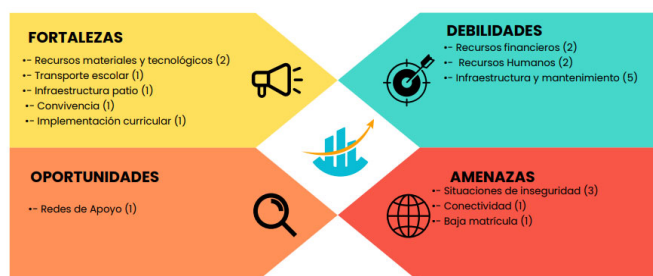 FORTALEZAS
•- Recursos materiales y tecnológicos (2)
•- Transporte escolar (1)
•- Infraestructura patio (1)
•- Convivencia (1)
•- Implementación curricular (1)
DEBILIDADES
•- Recursos financieros (2)
•- Recursos Humanos (2)
•- Infraestructura y mantenimiento (5)
OPORTUNIDADES
•- Redes de Apoyo (1)
AMENAZAS
•- Situaciones de inseguridad (3)
•- Conectividad (1)
•- Baja matrícula (1)